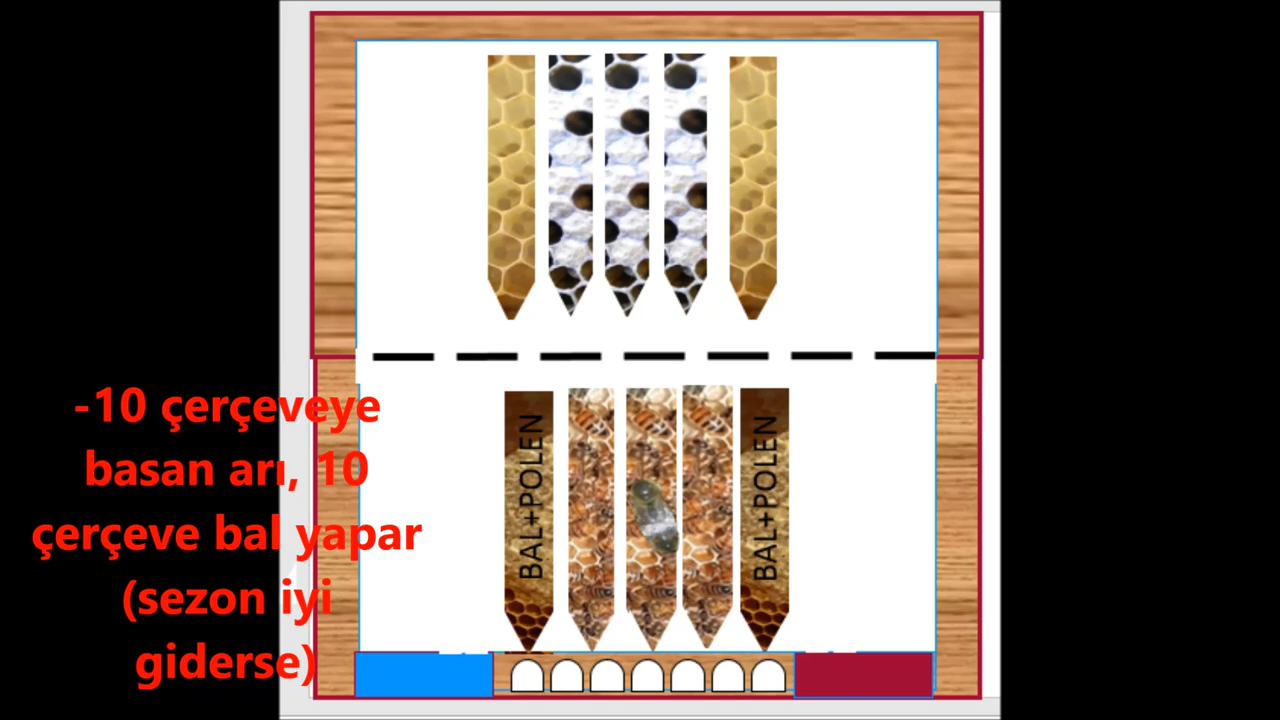 -10 çerçeveye
basan arı, 10
çerçeve bal yapar
(sezon iyi
giderse)
BAL+POLEN
BAL+POLEN